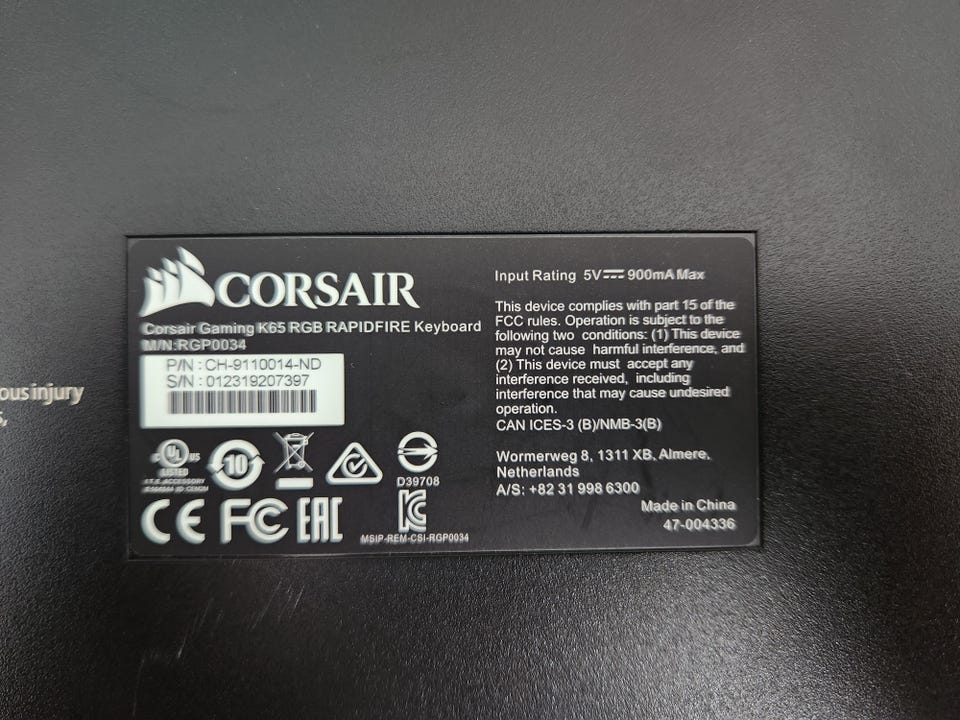 CORSAIR
Corsair Gaming K65 RGB RAPIDFIRE Keyboard
M/N:RGP0034
P/N : CH-9110014-ND
S/N : 012319207397
ous injury
s,
C UL US
LISTED
I.T.E. ACCESSORY
10
D39708
CE FC EAC
MSIP-REM-CSI-RGP0034
Input Rating 5V 900mA Max
This device complies with part 15 of the
FCC rules. Operation is subject to the
following two conditions: (1) This device
may not cause harmful interference, and
(2) This device must accept any
interference received, including
interference that may cause undesired
operation.
CAN ICES-3 (B)/NMB-3(B)
Wormerweg 8, 1311 XB, Almere,
Netherlands
A/S: +82 31 998 6300
Made in China
47-004336